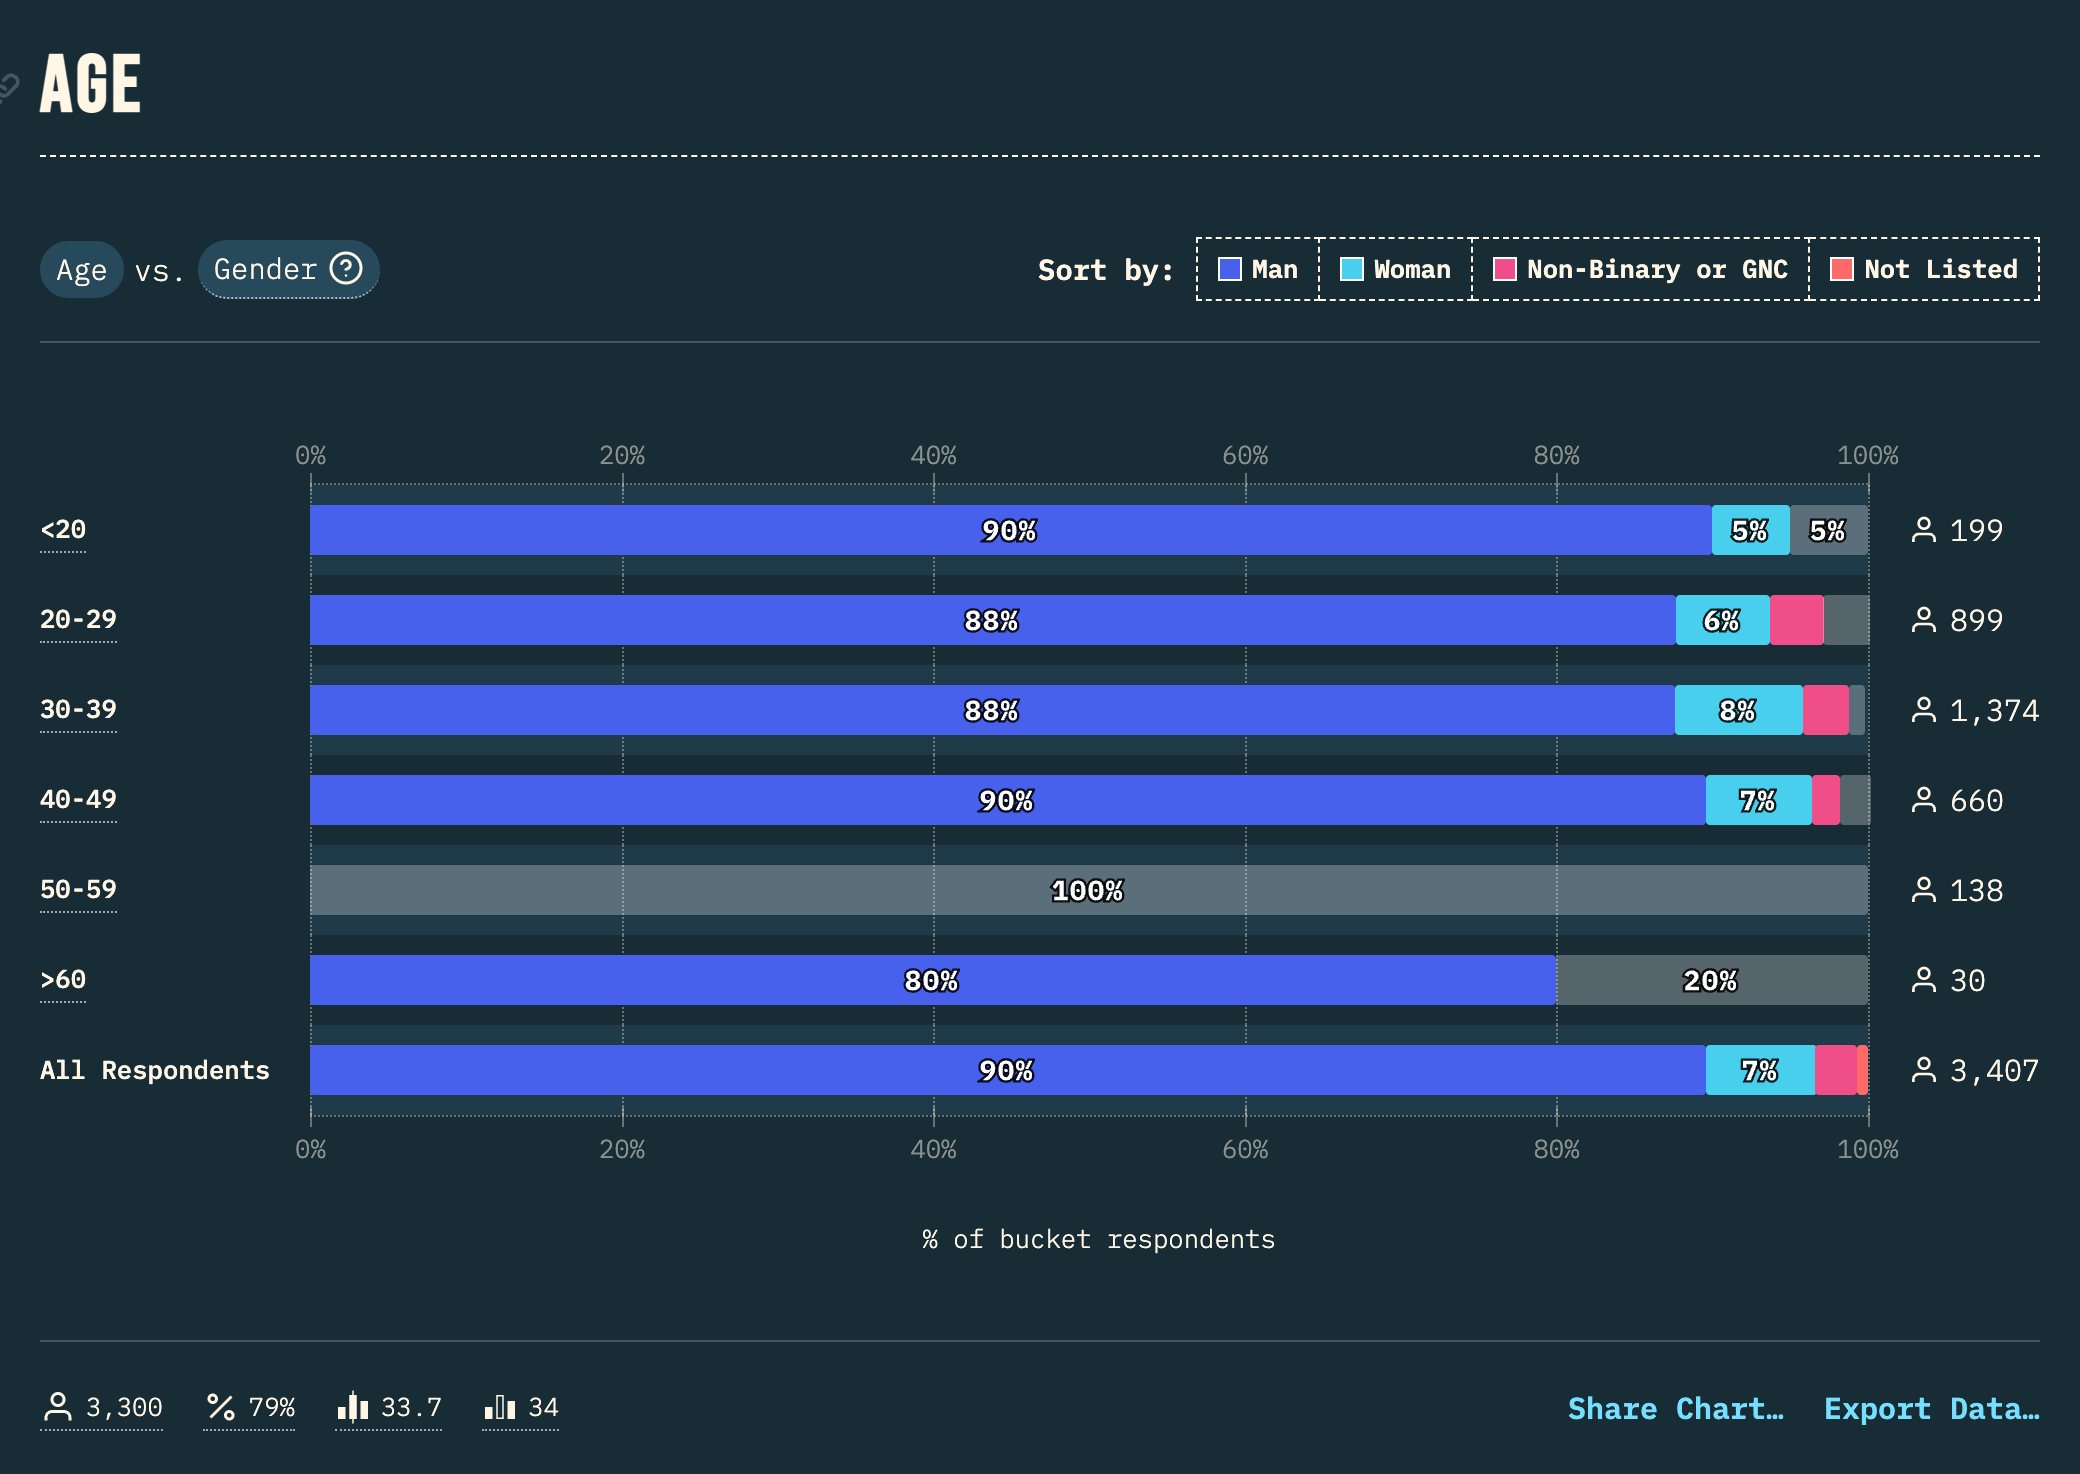 AGE
Age vs. Gender
Sort by: Man Woman Non-Binary or GNC Not Listed
0% 20% 40% 60% 80% 100%
<20 90% 5% 5% 199
20-29 88% 6% 899
30-39 88% 8% 1,374
40-49 90% 7% 660
50-59 100% 138
>60 80% 20% 30
All Respondents 90% 7% 3,407
0% 20% 40% 60% 80% 100%
% of bucket respondents
3,300 % 79% 33.7 34 Share Chart… Export Data…